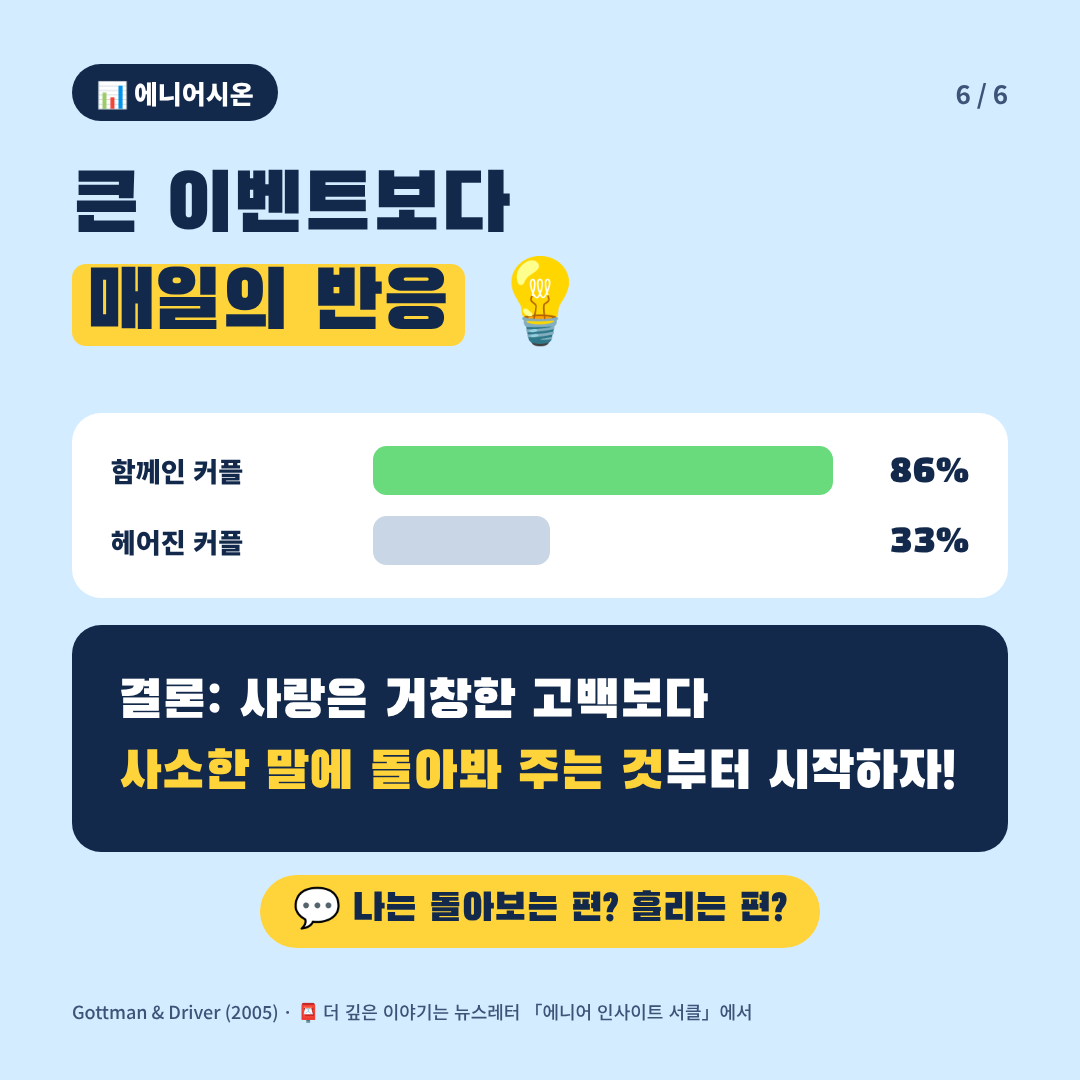 📊 에니어시온
6 / 6
큰 이벤트보다
매일의 반응 💡
함께인 커플 86%
헤어진 커플 33%
결론: 사랑은 거창한 고백보다
사소한 말에 돌아봐 주는 것부터 시작하자!
💬 나는 돌아보는 편? 흘리는 편?
Gottman & Driver (2005) · 📮 더 깊은 이야기는 뉴스레터 「에니어 인사이트 서클」에서